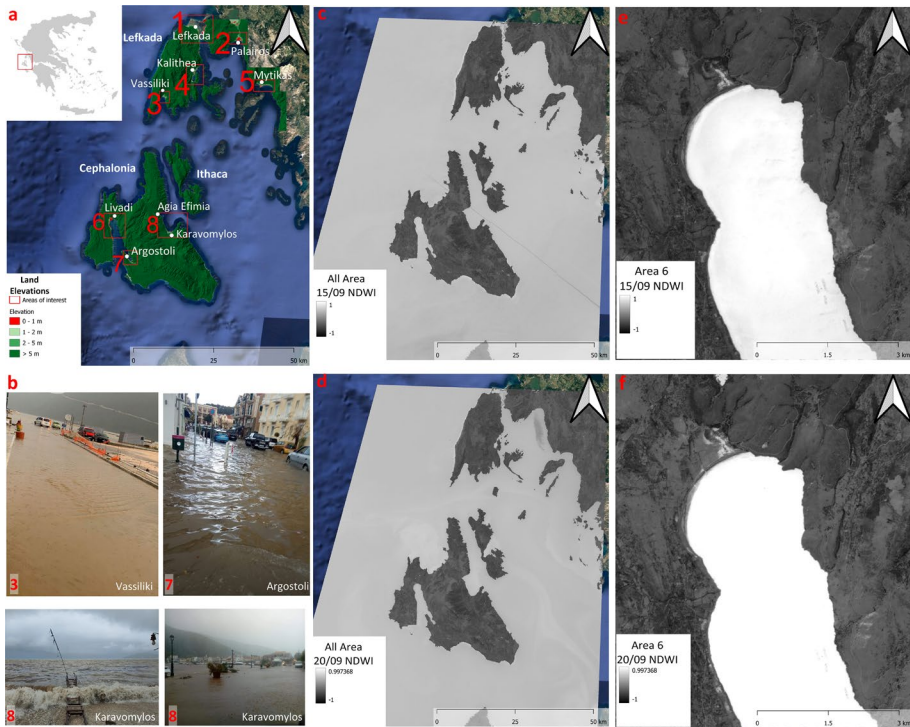 a
Lefkada
1
Lefkada
2
Palairos
Kalithea
4
5
Mytikas
Vassiliki
3
Cephalonia
Ithaca
Livadi
6
Agia Efimia
8
Karavomylos
Argostoli
7
Land
Elevations
Areas of interest
Elevation
0 - 1 m
1 - 2 m
2 - 5 m
> 5 m
0
25
50 km
b
3
Vassiliki
7
Argostoli
8
Karavomylos
8
Karavomylos
c
All Area
15/09 NDWI
1
-1
0
25
50 km
d
All Area
20/09 NDWI
0.997368
-1
0
25
50 km
e
Area 6
15/09 NDWI
1
-1
0
1.5
3 km
f
Area 6
20/09 NDWI
0.997368
-1
0
1.5
3 km